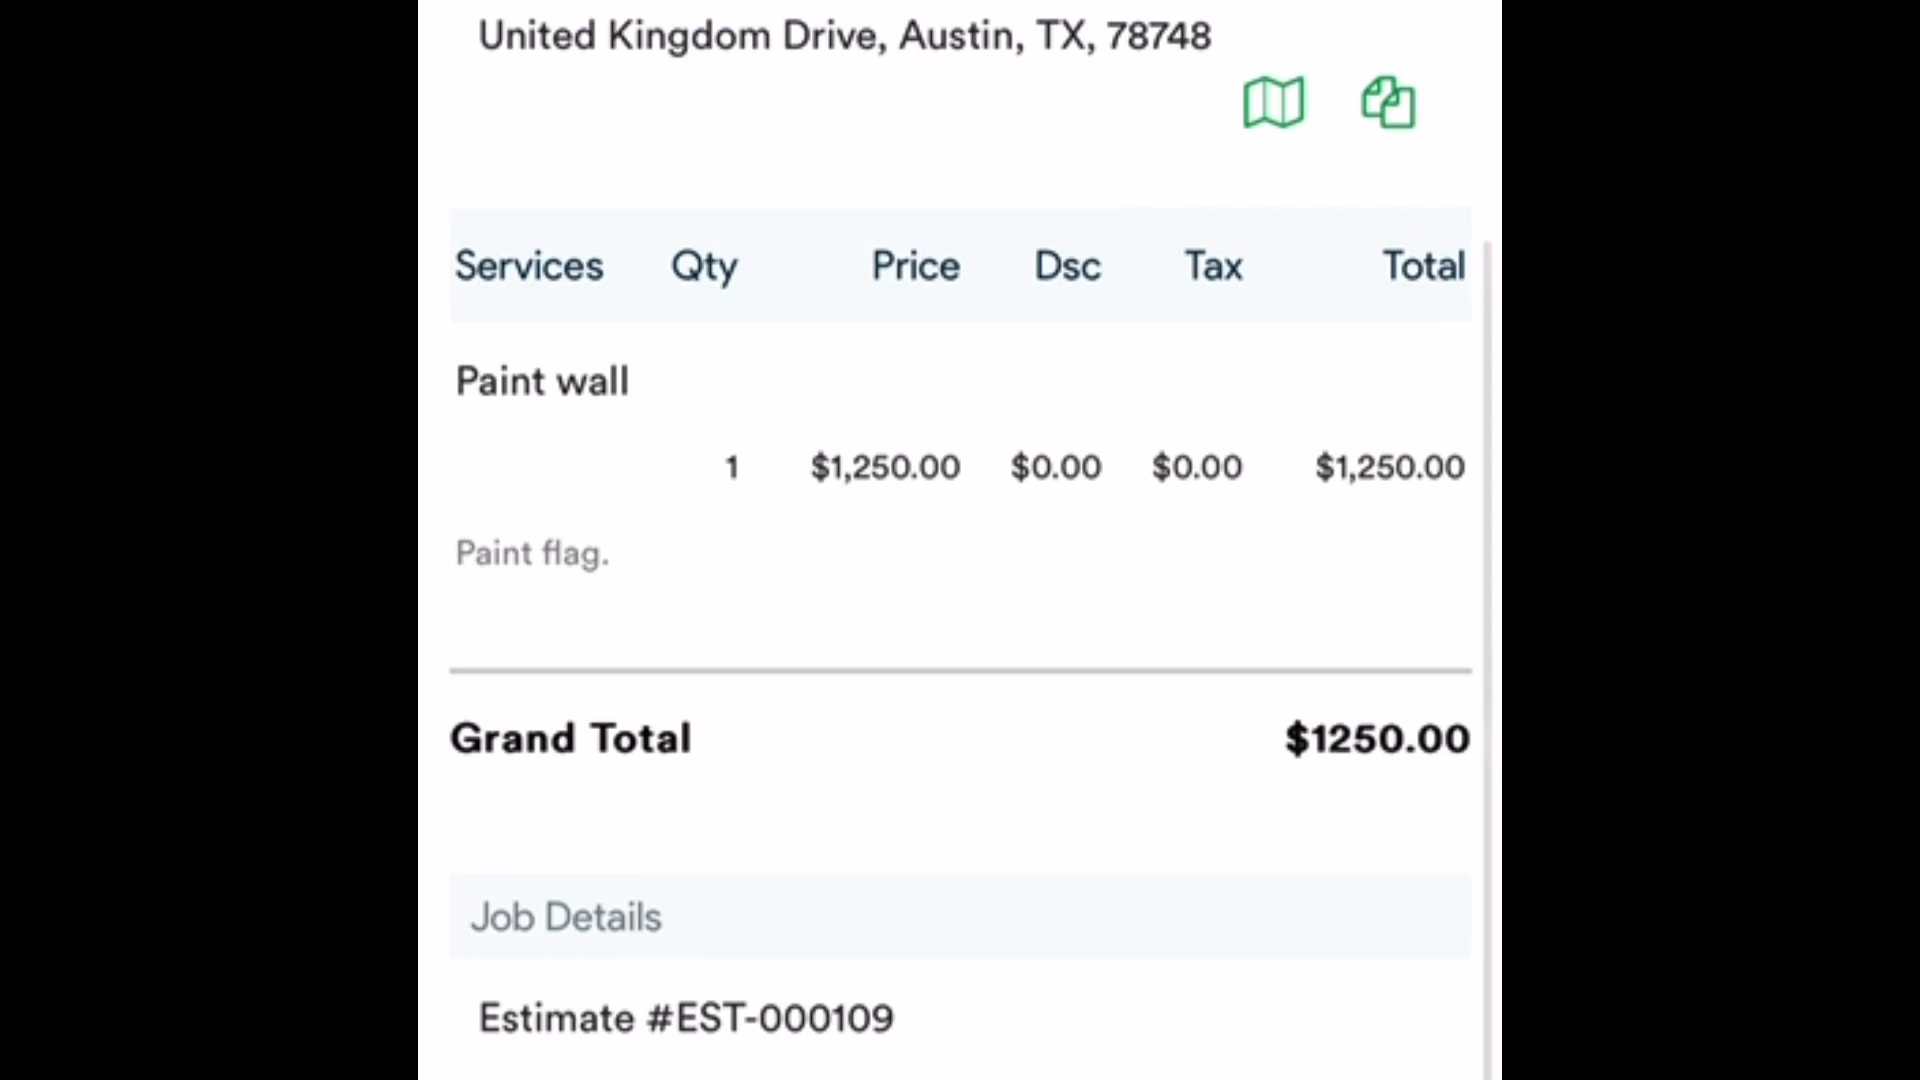 United Kingdom Drive, Austin, TX, 78748
Services Qty Price Dsc Tax Total
Paint wall
1 $1,250.00 $0.00 $0.00 $1,250.00
Paint flag.
Grand Total $1250.00
Job Details
Estimate #EST-000109